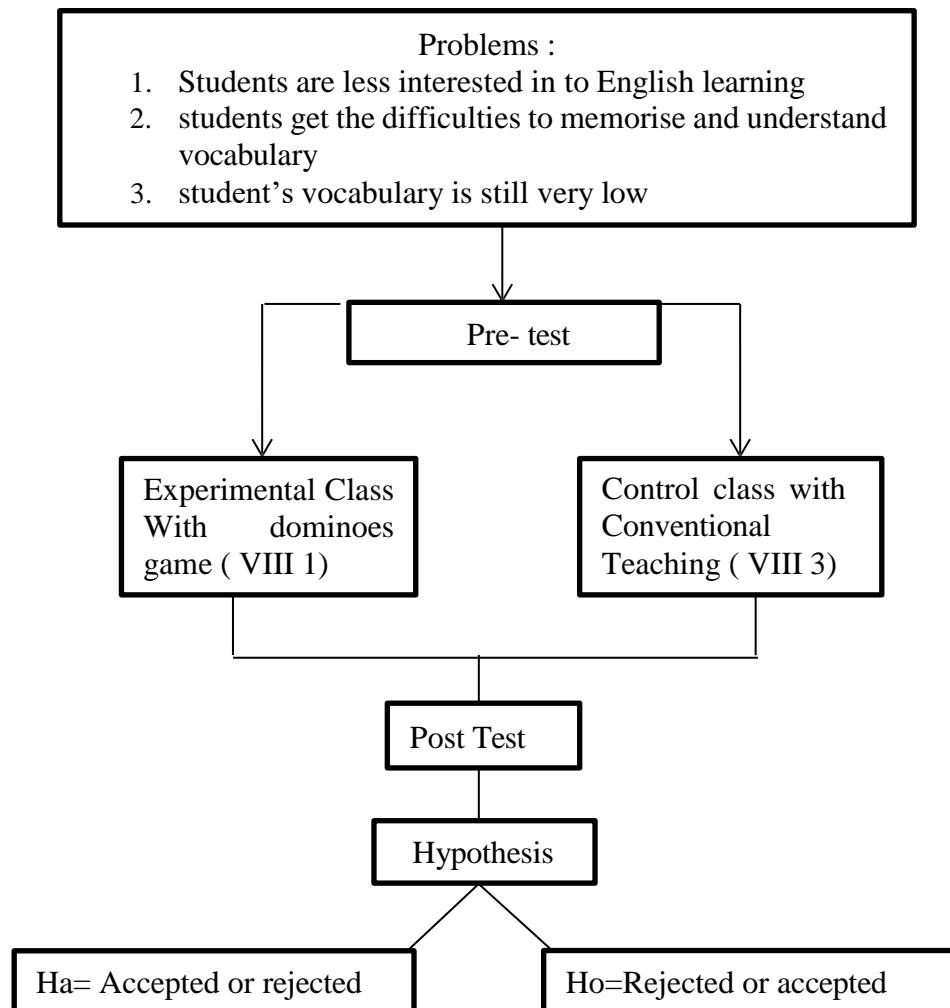 Problems :
1. Students are less interested in to English learning
2. students get the difficulties to memorise and understand
vocabulary
3. student’s vocabulary is still very low
Pre- test
Experimental Class
With dominoes
game ( VIII 1)
Control class with
Conventional
Teaching ( VIII 3)
Post Test
Hypothesis
Ha= Accepted or rejected
Ho=Rejected or accepted